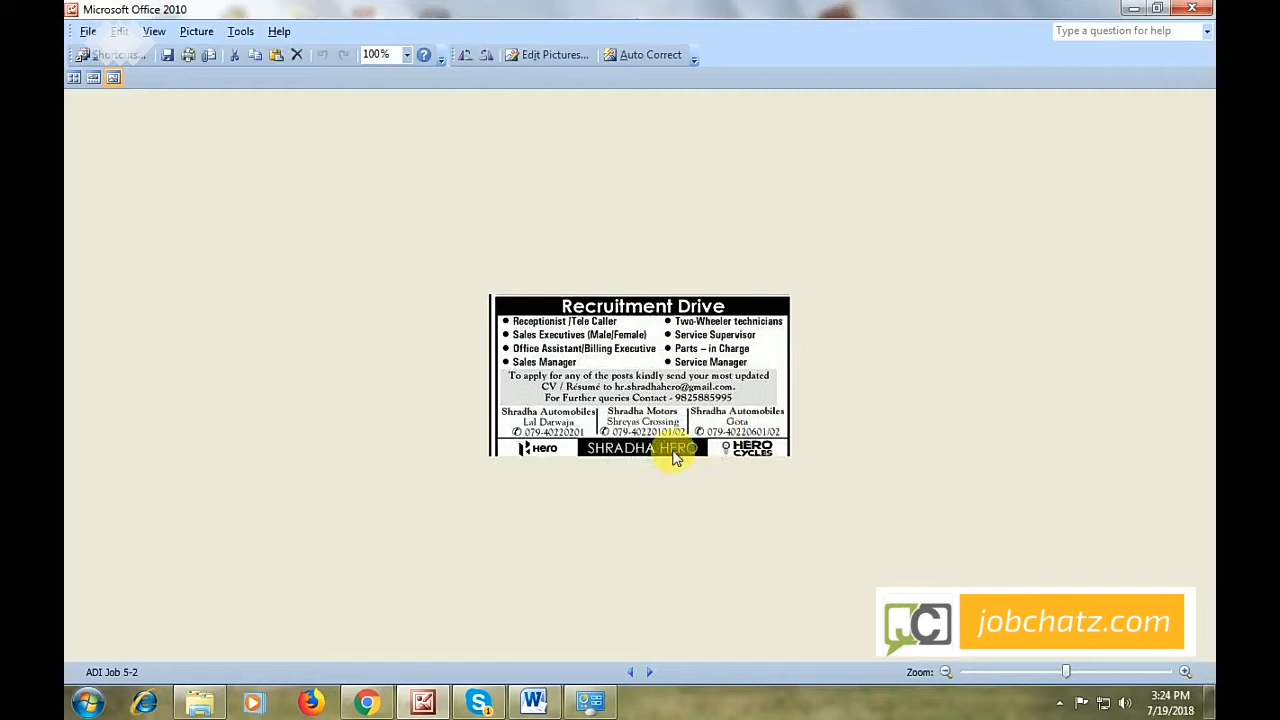 Microsoft Office 2010
File Edit View Picture Tools Help
Type a question for help
Shortcuts... 100% Edit Pictures... Auto Correct
Recruitment Drive
• Receptionist /Tele Caller • Two-Wheeler technicians
• Sales Executives (Male/Female) • Service Supervisor
• Office Assistant/Billing Executive • Parts – in Charge
• Sales Manager • Service Manager
To apply for any of the posts kindly send your most updated
CV / Résumé to hr.shradhahero@gmail.com.
For Further queries Contact - 9825885995
Shradha Automobiles Shradha Motors Shradha Automobiles
Lal Darwaja Shreyas Crossing Gota
✆ 079-40220201 ✆ 079-40220101/02 ✆ 079-40220601/02
Hero SHRADHA HERO HERO
CYCLES
JC jobchatz.com
ADI Job 5-2 Zoom:
3:24 PM
7/19/2018